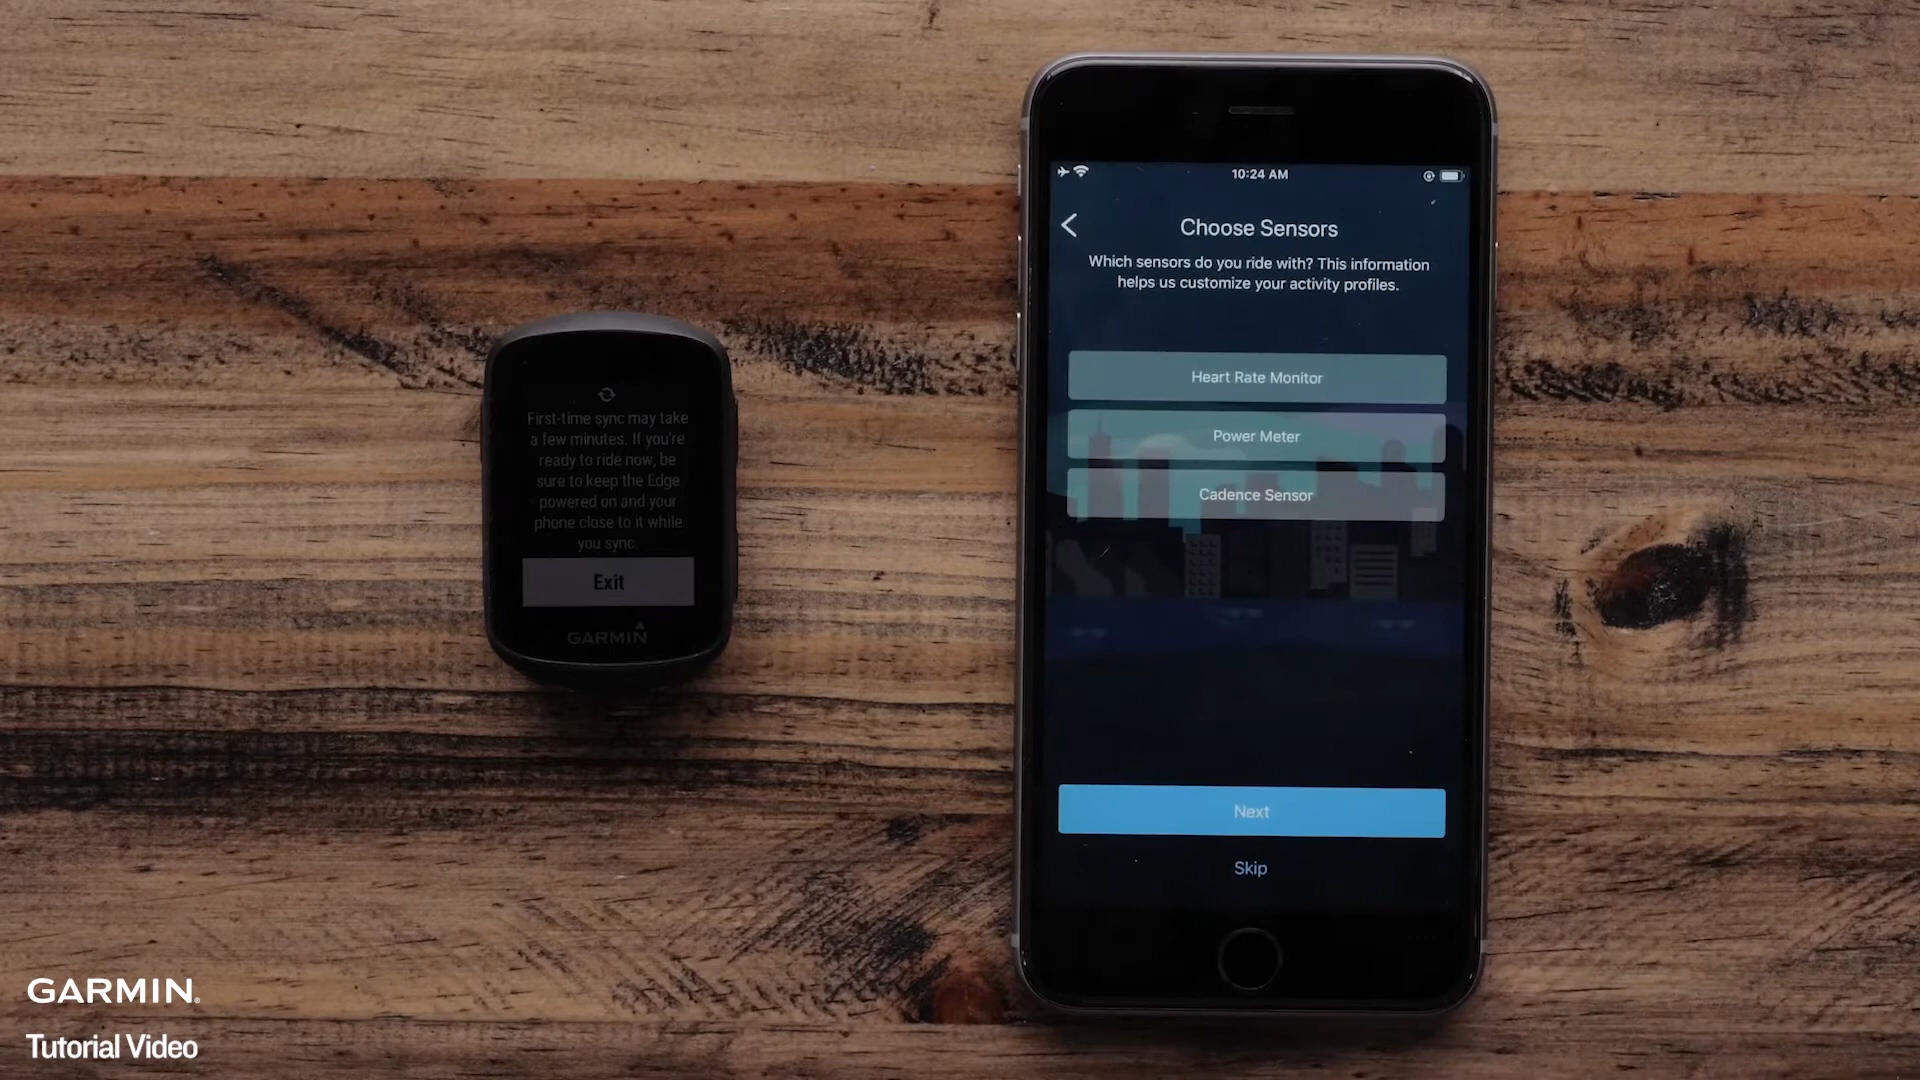 First-time sync may take
a few minutes. If you're
ready to ride now, be
sure to keep the Edge
powered on and your
phone close to it while
you sync.
Exit
GARMIN
10:24 AM
Choose Sensors
Which sensors do you ride with? This information
helps us customize your activity profiles.
Heart Rate Monitor
Power Meter
Cadence Sensor
Next
Skip
GARMIN.
Tutorial Video